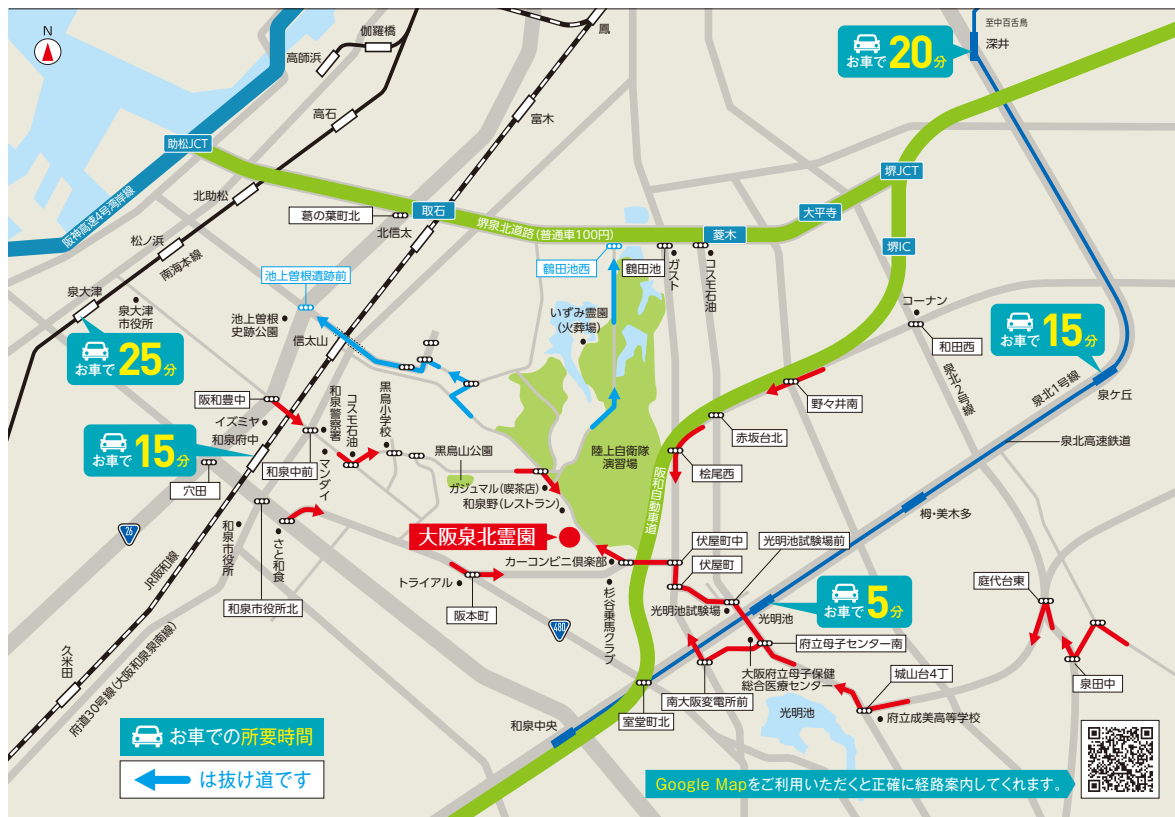 N
鳳
至中百舌鳥
深井
お車で20分
伽羅橋
高師浜
高石
富木
助松JCT
堺JCT
北助松
大平寺
葛の葉町北
取石
阪神高速4号湾岸線
北信太
堺泉北道路(普通車100円)
菱木
松ノ浜
南海本線
鶴田池西
鶴田池
ガスト
コスモ石油
堺IC
池上曽根遺跡前
泉大津
泉大津
市役所
池上曽根
史跡公園
信太山
いずみ霊園
(火葬場)
コーナン
和田西
お車で15分
お車で25分
泉北2号線
泉北1号線
泉ケ丘
阪和豊中
イズミヤ
和泉府中
和泉警察署
コスモ石油
黒鳥小学校
野々井南
赤坂台北
泉北高速鉄道
お車で15分
和泉中前
マンダイ
黒鳥山公園
陸上自衛隊
演習場
桧尾西
阪和自動車道
穴田
ガジュマル(喫茶店)
和泉野(レストラン)
栂・美木多
26
和泉市役所
さと和食
大阪泉北霊園
カーコンビニ倶楽部
伏屋町中
光明池試験場前
JR阪和線
トライアル
伏屋町
庭代台東
和泉市役所北
阪本町
杉谷乗馬クラブ
光明池試験場
光明池
お車で5分
480
府立母子センター南
久米田
府道30号線(大阪和泉泉南線)
大阪府立母子保健
総合医療センター
城山台4丁
泉田中
南大阪変電所前
室堂町北
光明池
府立成美高等学校
和泉中央
お車での所要時間
は抜け道です
Google Mapをご利用いただくと正確に経路案内してくれます。